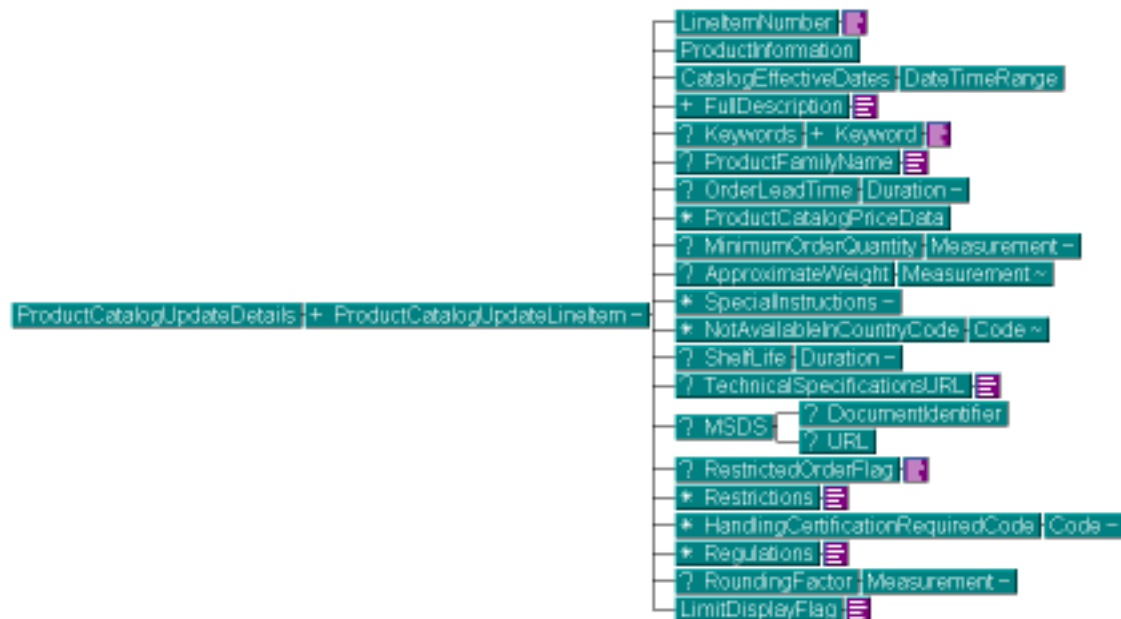 LineItemNumber
ProductInformation
CatalogEffectiveDates DateTimeRange
+ FullDescription
? Keywords + Keyword
? ProductFamilyName
? OrderLeadTime Duration –
* ProductCatalogPriceData
? MinimumOrderQuantity Measurement –
? ApproximateWeight Measurement ~
* SpecialInstructions –
ProductCatalogUpdateDetails + ProductCatalogUpdateLineItem –
* NotAvailableInCountryCode Code ~
? ShelfLife Duration –
? TechnicalSpecificationsURL
? MSDS ? DocumentIdentifier
? URL
? RestrictedOrderFlag
* Restrictions
* HandlingCertificationRequiredCode Code –
* Regulations
? RoundingFactor Measurement –
LimitDisplayFlag